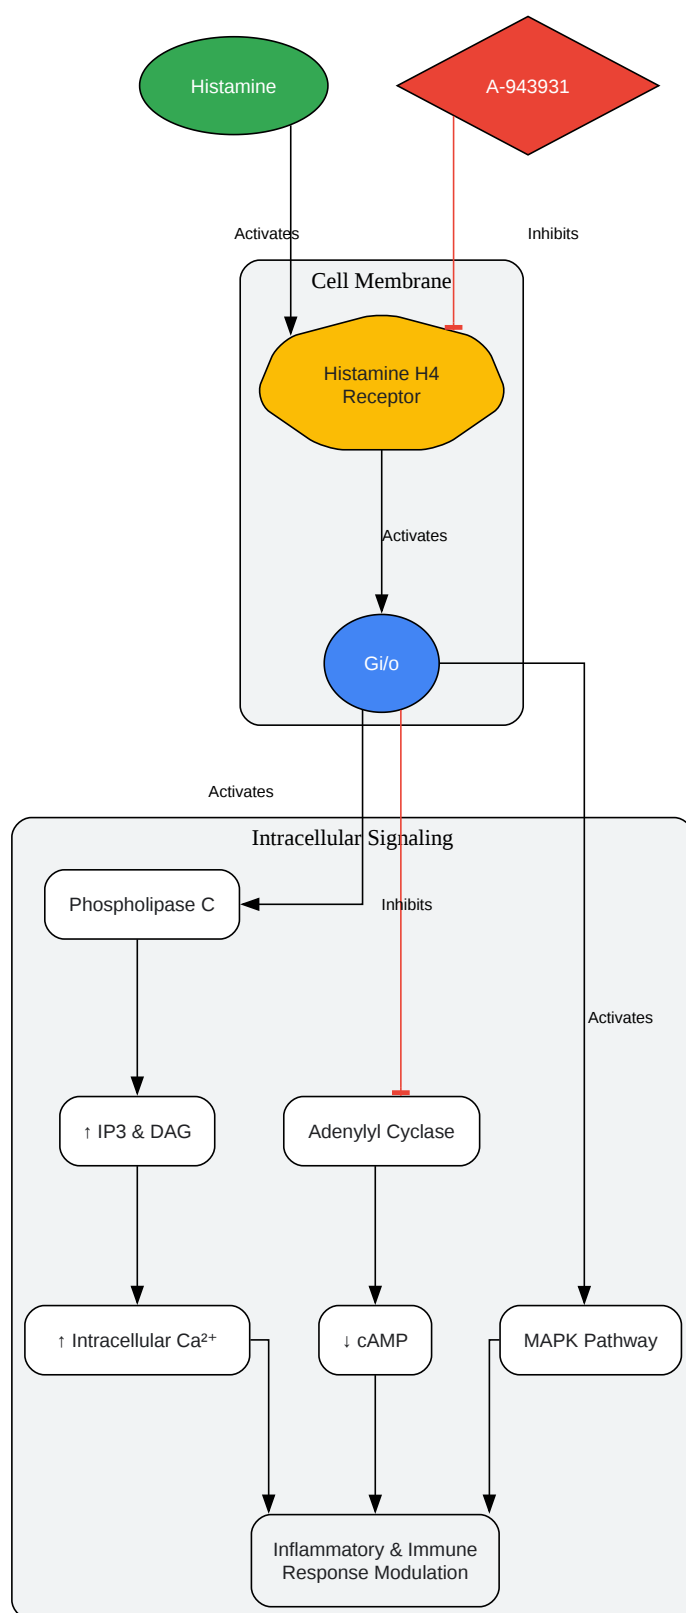 Histamine
A-943931
Activates
Inhibits
Cell Membrane
Histamine H4
Receptor
Activates
Gi/o
Activates
Intracellular Signaling
Phospholipase C
Inhibits
Activates
↑ IP3 & DAG
Adenylyl Cyclase
↑ Intracellular Ca²⁺
↓ cAMP
MAPK Pathway
Inflammatory & Immune
Response Modulation